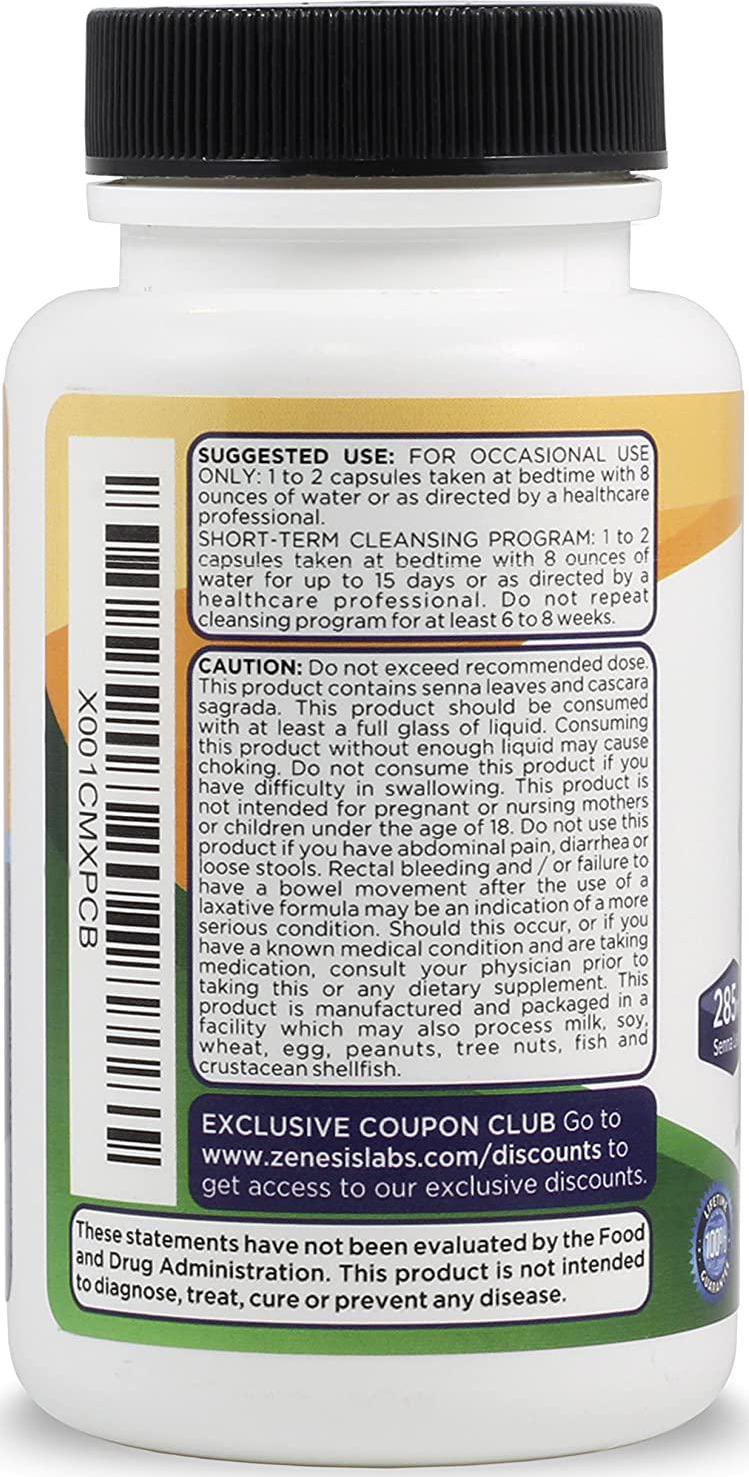 SUGGESTED USE: FOR OCCASIONAL USE
ONLY: 1 to 2 capsules taken at bedtime with 8
ounces of water or as directed by a healthcare
professional.
SHORT-TERM CLEANSING PROGRAM: 1 to 2
capsules taken at bedtime with 8 ounces of
water for up to 15 days or as directed by a
healthcare professional. Do not repeat
cleansing program for at least 6 to 8 weeks.
CAUTION: Do not exceed recommended dose.
This product contains senna leaves and cascara
sagrada. This product should be consumed
with at least a full glass of liquid. Consuming
this product without enough liquid may cause
choking. Do not consume this product if you
have difficulty in swallowing. This product is
not intended for pregnant or nursing mothers
or children under the age of 18. Do not use this
product if you have abdominal pain, diarrhea or
loose stools. Rectal bleeding and / or failure to
have a bowel movement after the use of a
laxative formula may be an indication of a more
serious condition. Should this occur, or if you
have a known medical condition and are taking
medication, consult your physician prior to
taking this or any dietary supplement. This
product is manufactured and packaged in a
facility which may also process milk, soy,
wheat, egg, peanuts, tree nuts, fish and
crustacean shellfish.
X001CMXPCB
EXCLUSIVE COUPON CLUB Go to
www.zenesislabs.com/discounts to
get access to our exclusive discounts.
These statements have not been evaluated by the Food
and Drug Administration. This product is not intended
to diagnose, treat, cure or prevent any disease.
285
Senna
LIFETIME
100%
GUARANTEE